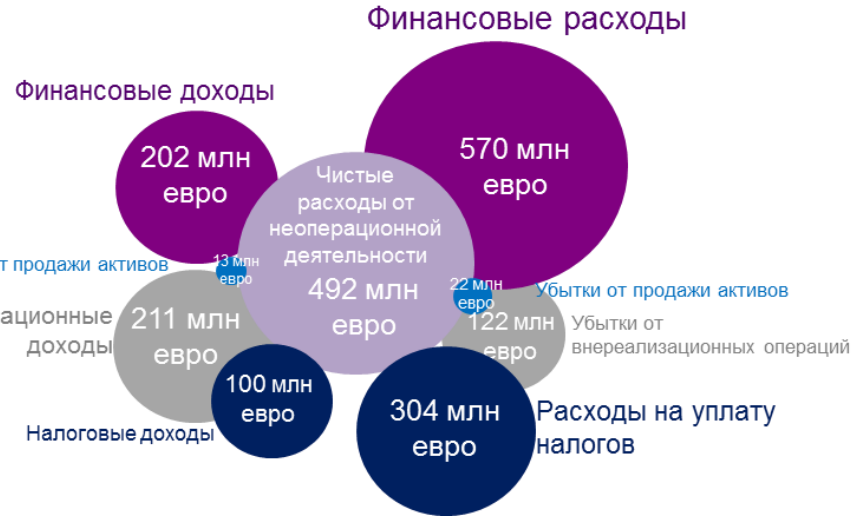 Финансовые расходы
Финансовые доходы
202 млн
евро
570 млн
евро
Чистые
расходы от
неоперационной
деятельности
492 млн
евро
т продажи активов
13 млн
евро
22 млн
евро
Убытки от продажи активов
ационные
доходы
211 млн
евро
122 млн
евро
Убытки от
внереализационных операций
100 млн
евро
Налоговые доходы
304 млн
евро
Расходы на уплату
налогов